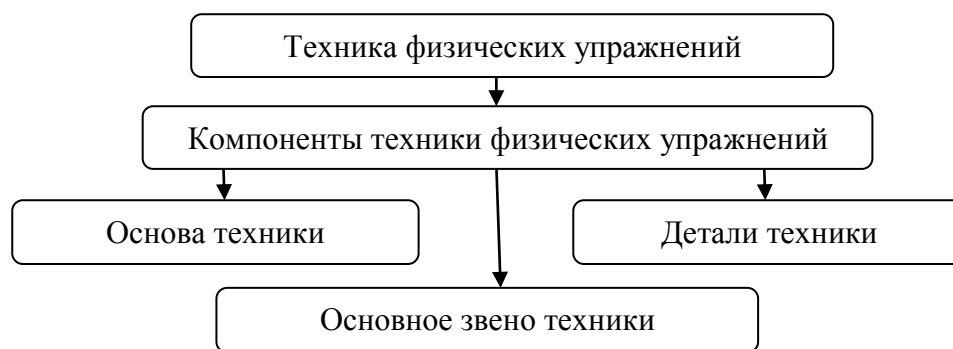 Техника физических упражнений
Компоненты техники физических упражнений
Основа техники
Детали техники
Основное звено техники